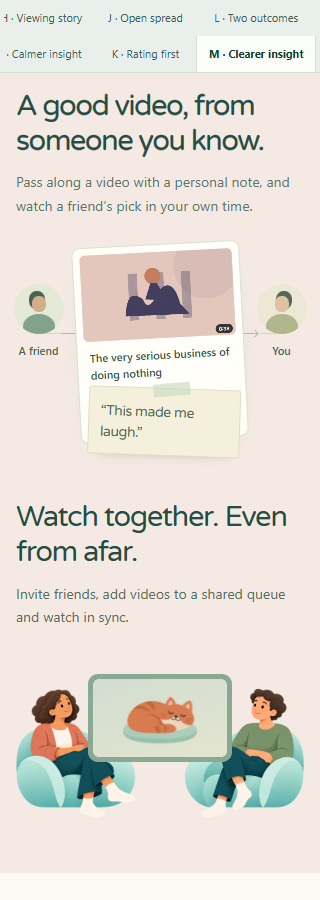 H · Viewing story
J · Open spread
L · Two outcomes
· Calmer insight
K · Rating first
M · Clearer insight
A good video, from
someone you know.
Pass along a video with a personal note, and
watch a friend’s pick in your own time.
A friend
You
The very serious business of
doing nothing
“This made me
laugh.”
Watch together. Even
from afar.
Invite friends, add videos to a shared queue
and watch in sync.